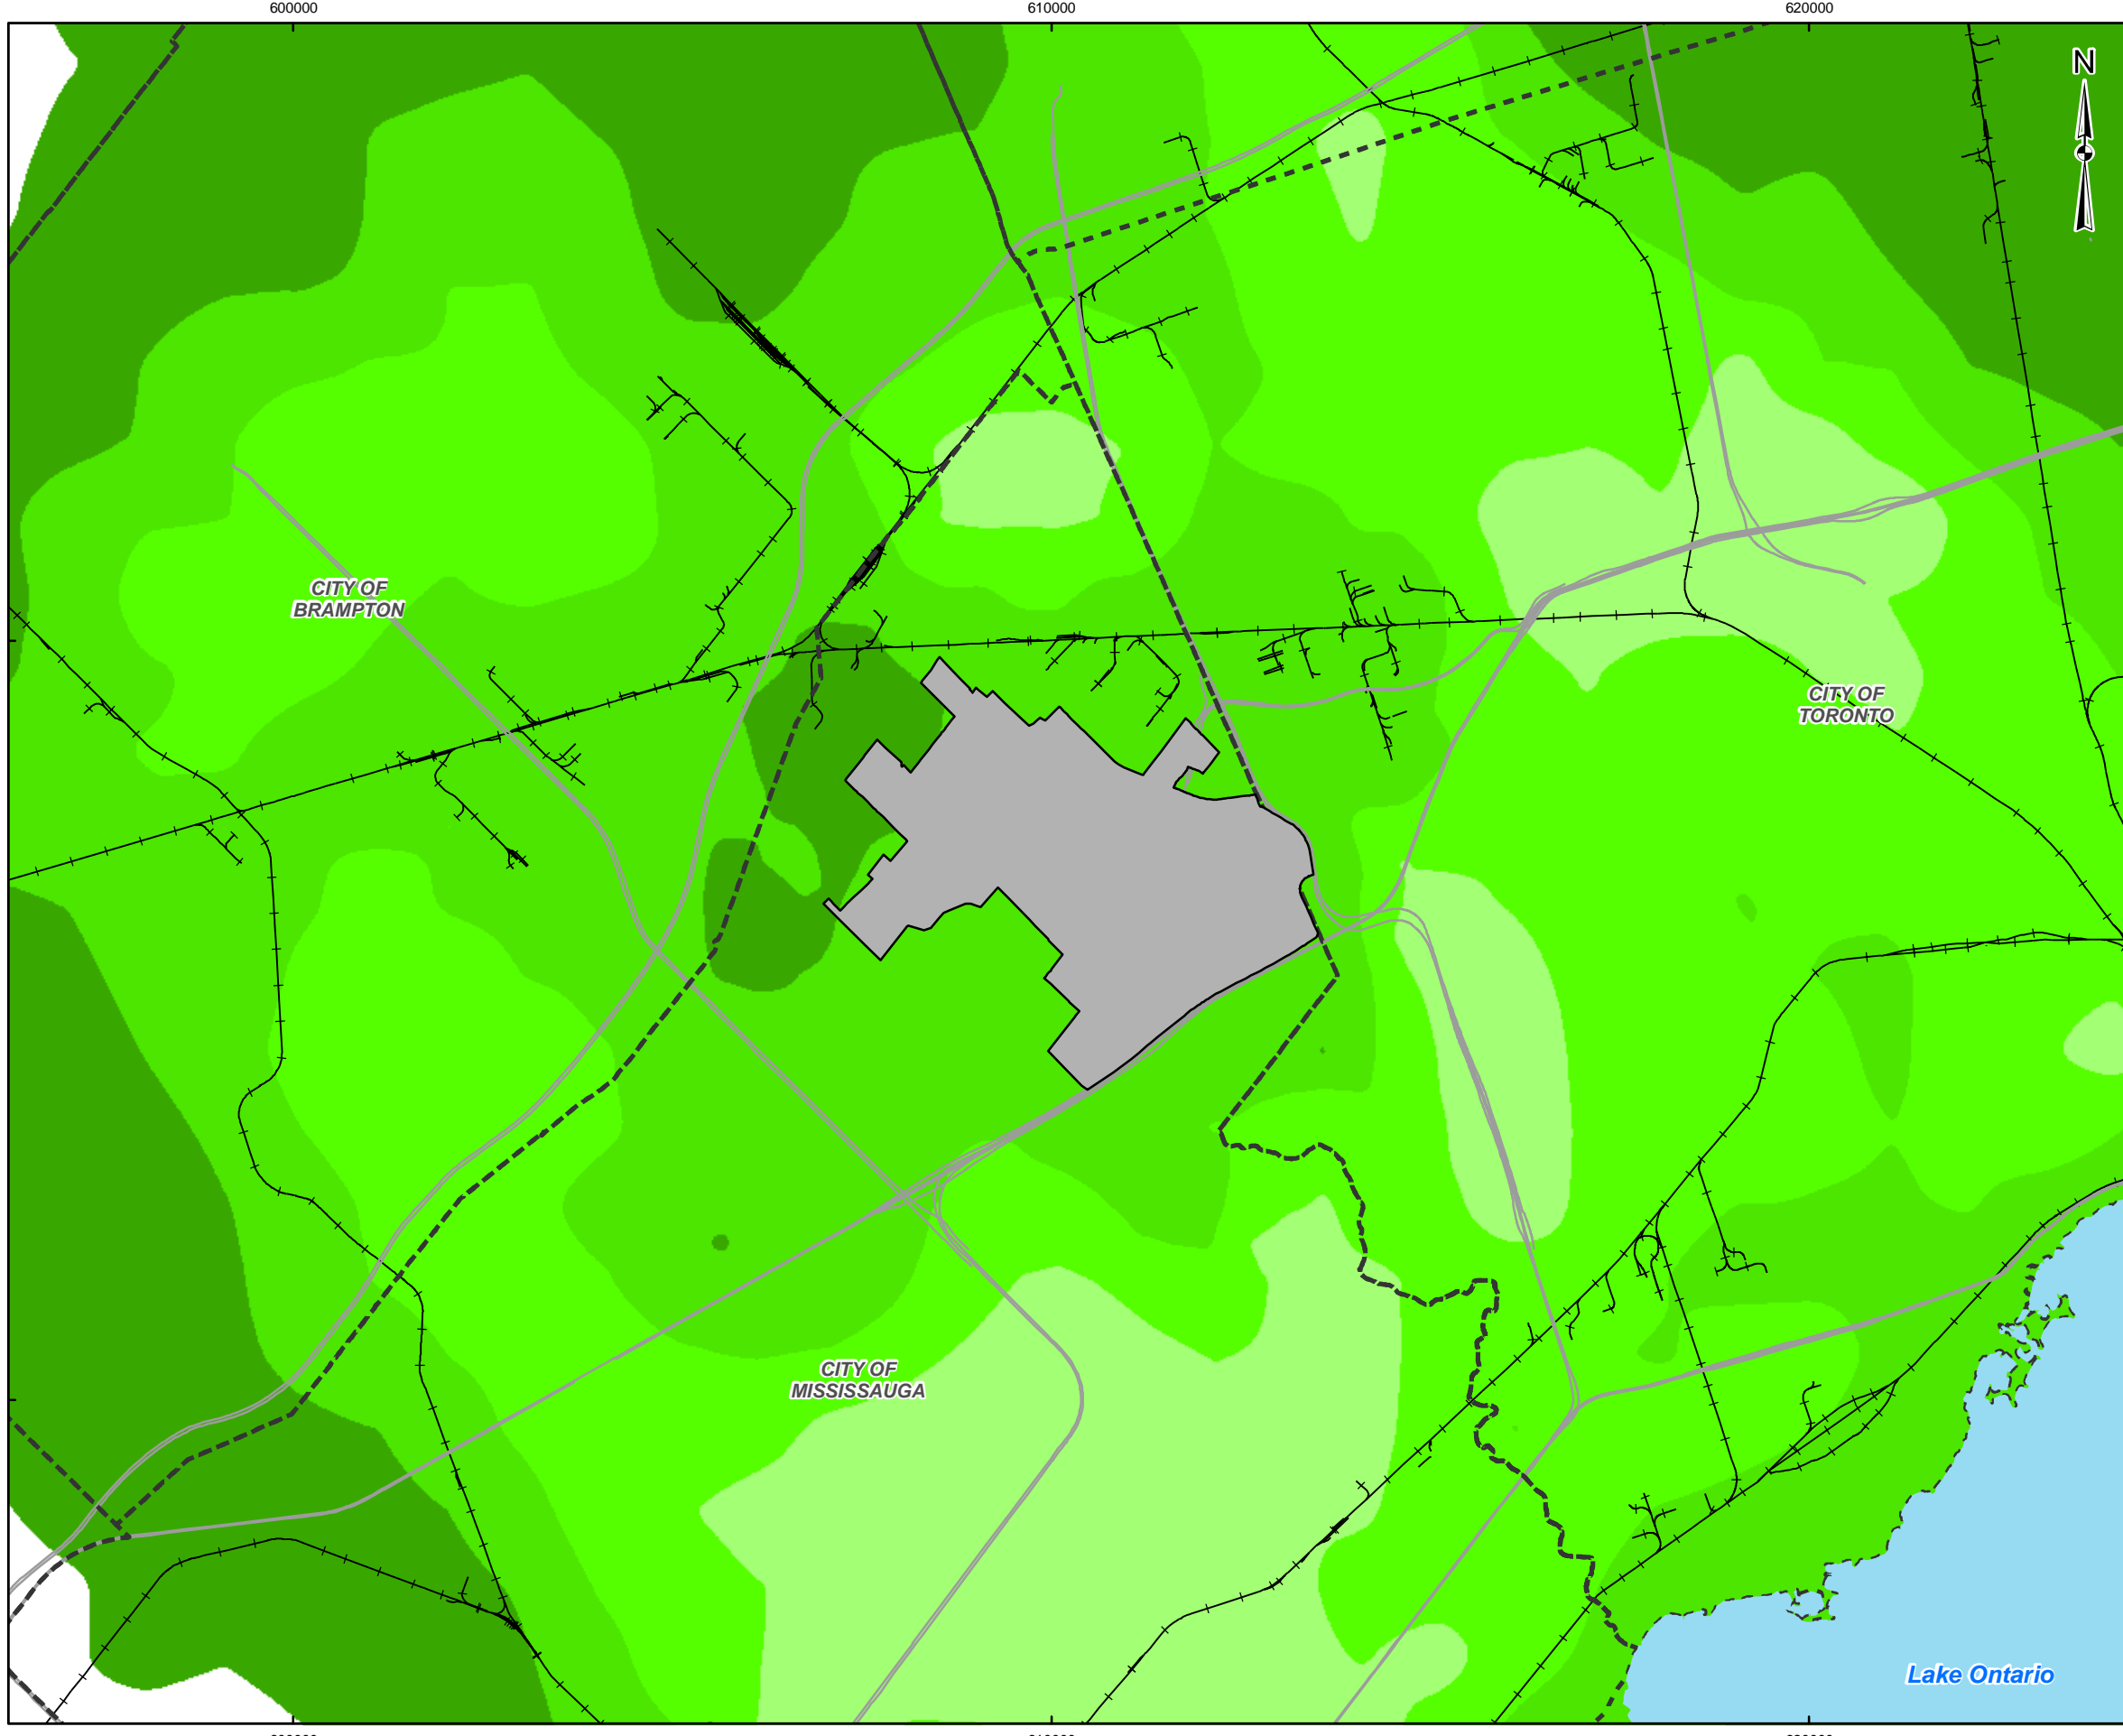 600000
610000
620000
N
CITY OF
BRAMPTON
CITY OF
TORONTO
CITY OF
MISSISSAUGA
Lake Ontario